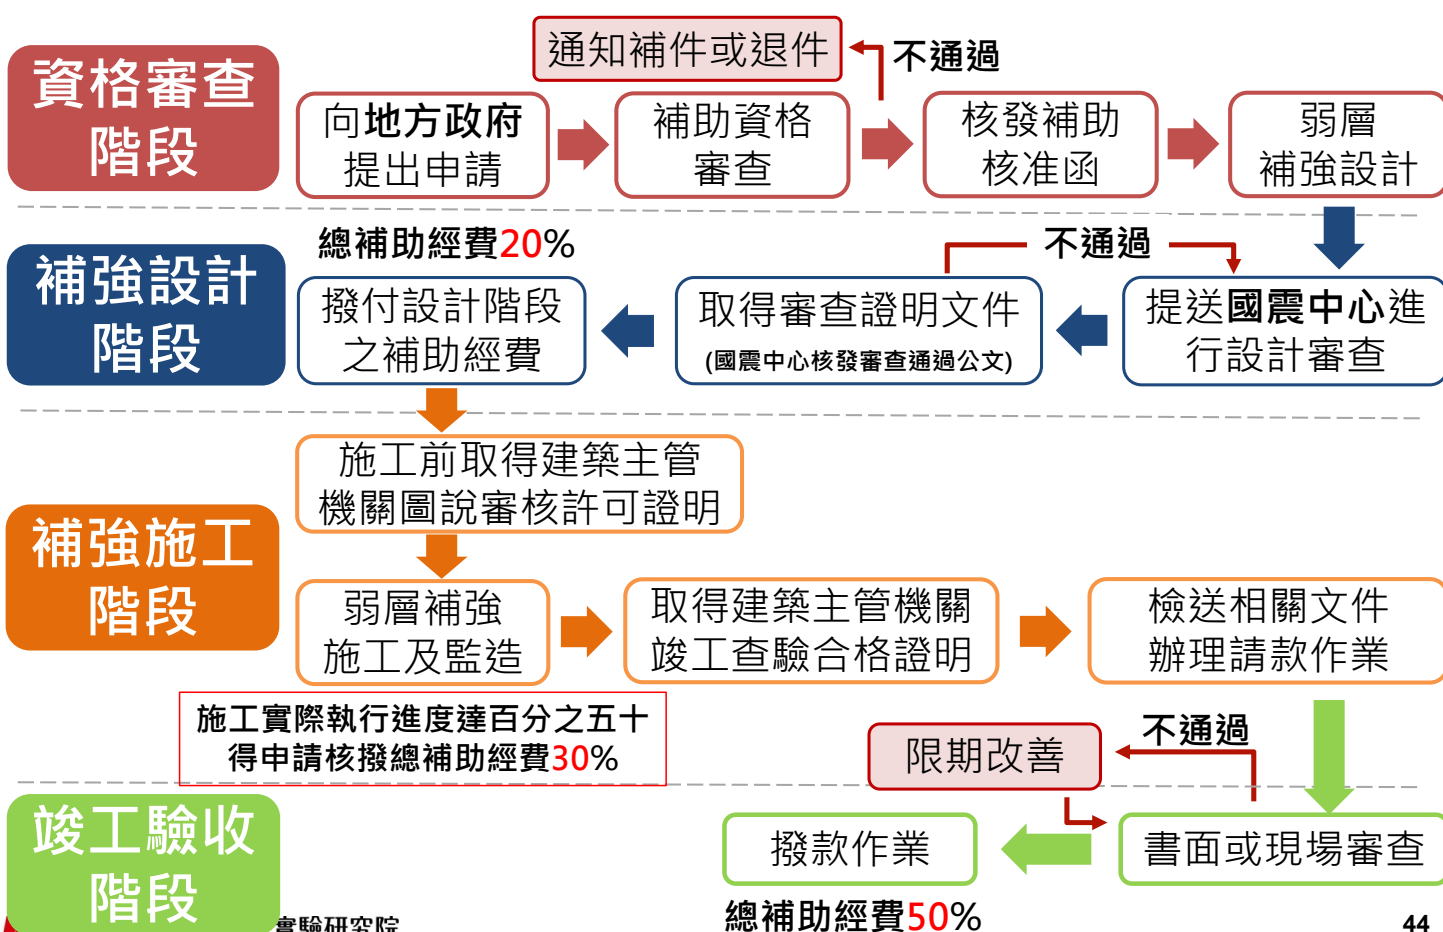 通知補件或退件
不通過
資格審查
階段
向地方政府
提出申請
補助資格
審查
核發補助
核准函
弱層
補強設計
補強設計
階段
總補助經費20%
撥付設計階段
之補助經費
不通過
取得審查證明文件
(國震中心核發審查通過公文)
提送國震中心進
行設計審查
補強施工
階段
施工前取得建築主管
機關圖說審核許可證明
弱層補強
施工及監造
取得建築主管機關
竣工查驗合格證明
檢送相關文件
辦理請款作業
施工實際執行進度達百分之五十
得申請核撥總補助經費30%
限期改善
不通過
竣工驗收
階段
撥款作業
書面或現場審查
總補助經費50%
實驗研究院
44